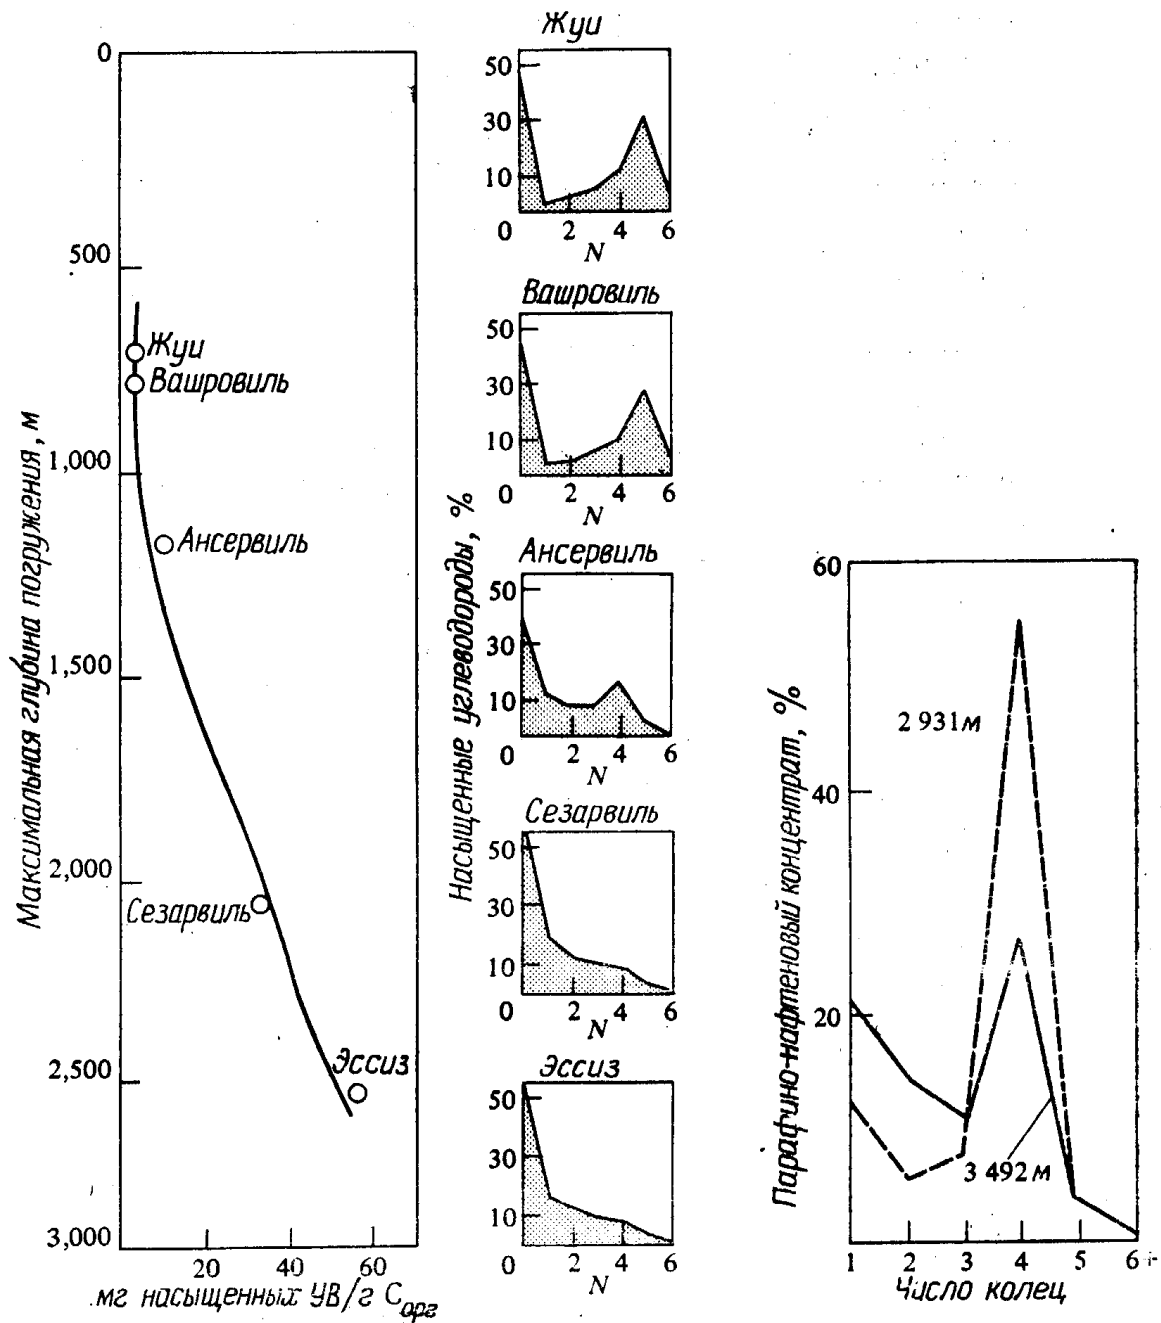 Максимальная глубина погружения, м
0
500
1,000
1,500
2,000
2,500
3,000
Жуи
Вашровиль
Ансервиль
Сезарвиль
Эссиз
20 40 60
мг насыщенных УВ/г Cорг
Насыщенные углеводороды, %
Жуи
50
30
10
0 2 4 6
N
Вашровиль
50
30
10
0 2 4 6
N
Ансервиль
50
30
10
0 2 4 6
N
Сезарвиль
50
30
10
0 2 4 6
N
Эссиз
50
30
10
0 2 4 6
N
Парафино-нафтеновый концентрат, %
60
40
20
2 931м
3 492м
1 2 3 4 5 6
Число колец